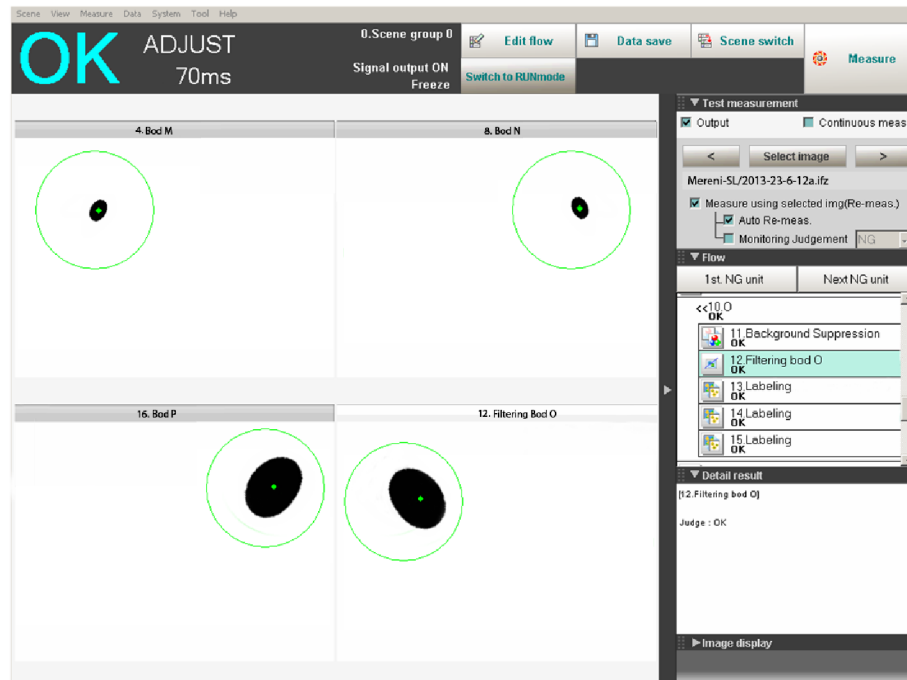 Scene View Measure Data System Tool Help
OK
ADJUST
70ms
0.Scene group 0
Signal output ON
Freeze
Edit flow
Data save
Scene switch
Switch to RUNmode
Measure
4. Bod M
8. Bod N
16. Bod P
12. Filtering Bod O
Test measurement
Output
Continuous meas
<
Select image
>
Mereni-SL/2013-23-6-12a.ifz
Measure using selected img(Re-meas.)
Auto Re-meas.
Monitoring Judgement
NG
Flow
1st. NG unit
Next NG unit
<<10.O
OK
11.Background Suppression
OK
12.Filtering bod O
OK
13.Labeling
OK
14.Labeling
OK
15.Labeling
OK
Detail result
[12.Filtering bod O]
Judge : OK
Image display